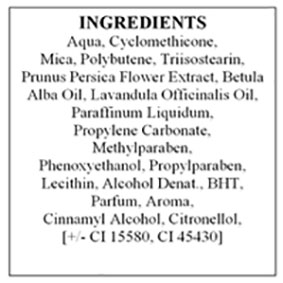 INGREDIENTS
Aqua, Cyclomethicone,
Mica, Polybutene, Triisostearin,
Prunus Persica Flower Extract, Betula
Alba Oil, Lavandula Officinalis Oil,
Paraffinum Liquidum,
Propylene Carbonate,
Methylparaben,
Phenoxyethanol, Propylparaben,
Lecithin, Alcohol Denat., BHT,
Parfum, Aroma,
Cinnamyl Alcohol, Citronellol,
[+/- CI 15580, CI 45430]